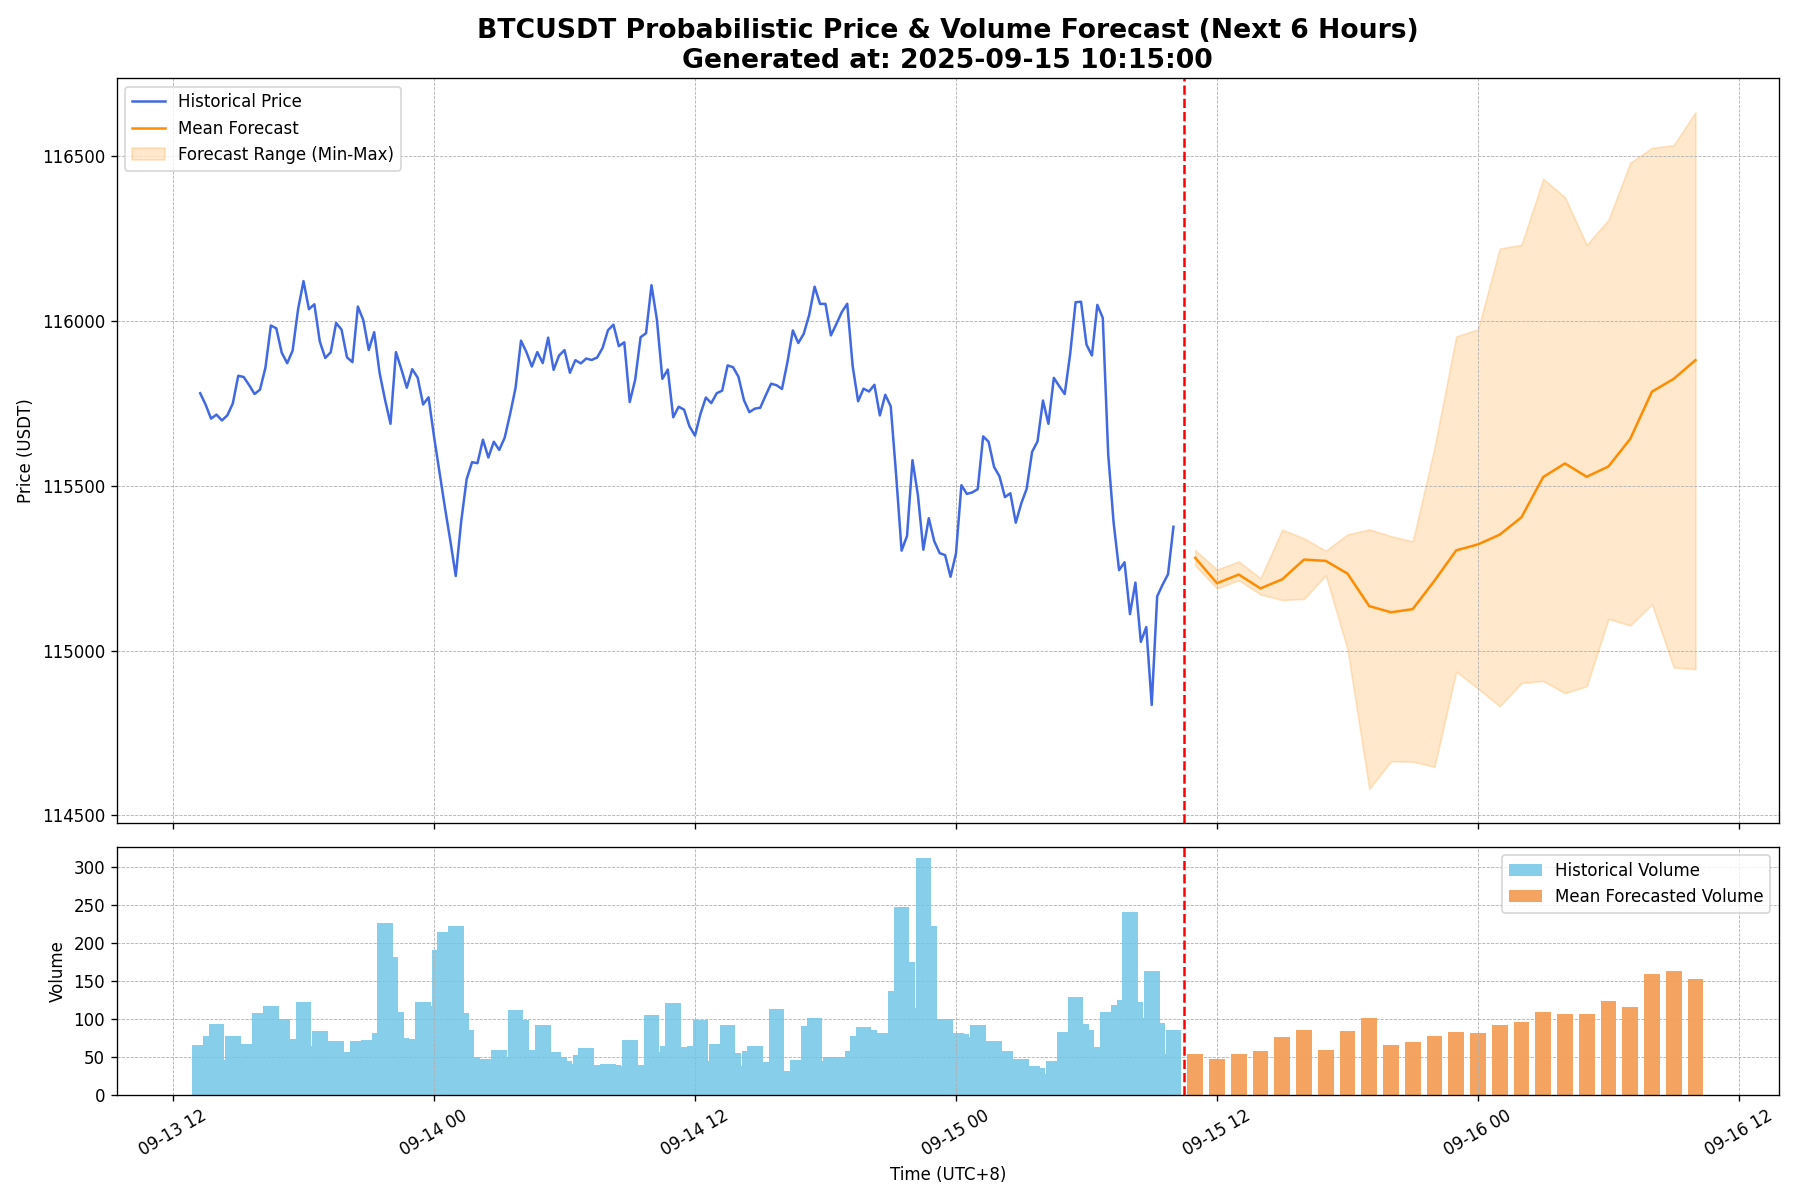 BTCUSDT Probabilistic Price & Volume Forecast (Next 6 Hours)
Generated at: 2025-09-15 10:15:00
Historical Price
Mean Forecast
Forecast Range (Min-Max)
Price (USDT)
116500
116000
115500
115000
114500
Historical Volume
Mean Forecasted Volume
Volume
300
250
200
150
100
50
0
09-13 12
09-14 00
09-14 12
09-15 00
09-15 12
09-16 00
09-16 12
Time (UTC+8)